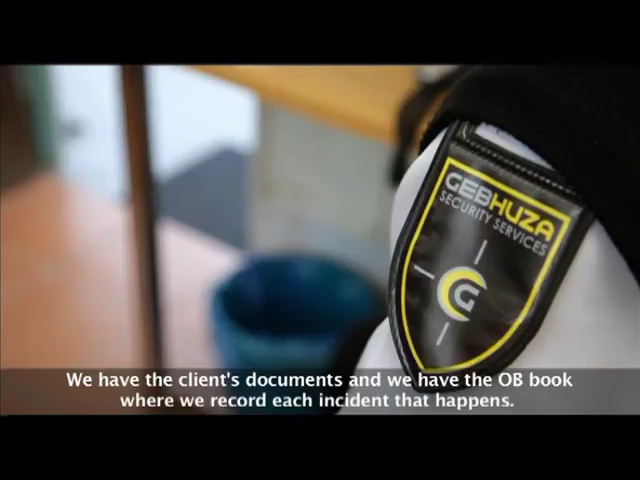 GEBHUZA
SECURITY SERVICES
G
We have the client's documents and we have the OB book
where we record each incident that happens.